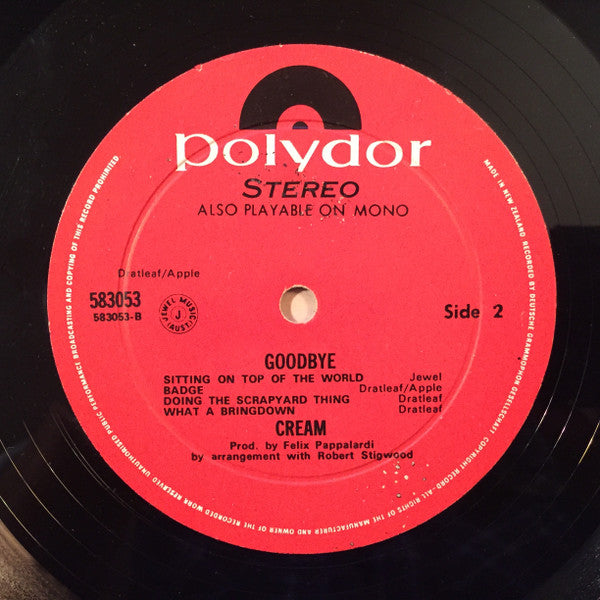 polydor
STEREO
ALSO PLAYABLE ON MONO
Dratleaf/Apple
583053
583053-B
JEWEL MUSIC
J
(AUST)
Side 2
GOODBYE
SITTING ON TOP OF THE WORLD Jewel
BADGE Dratleaf/Apple
DOING THE SCRAPYARD THING Dratleaf
WHAT A BRINGDOWN Dratleaf
CREAM
Prod. by Felix Pappalardi
by arrangement with Robert Stigwood
MADE IN NEW ZEALAND RECORDED BY DEUTSCHE GRAMMOPHON GESELLSCHAFT COPYRIGHT RECORD-ALL RIGHTS OF THE MANUFACTURER AND OWNER OF THE RECORDED WORK RESERVED UNAUTHORISED PUBLIC PERFORMANCE BROADCASTING AND COPYING OF THIS RECORD PROHIBITED.